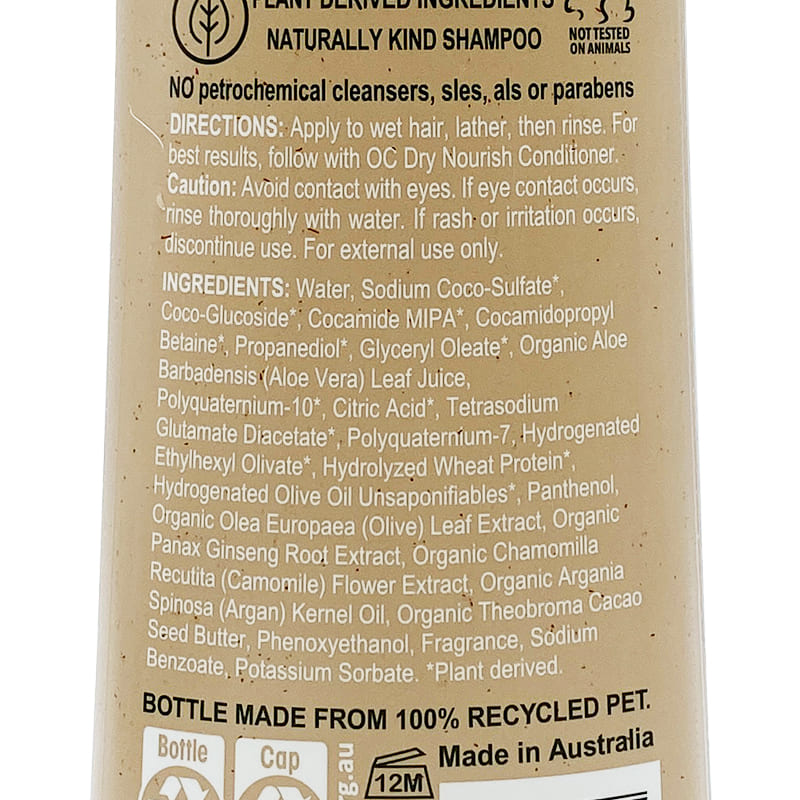 PLANT DERIVED INGREDIENTS
NATURALLY KIND SHAMPOO
NOT TESTED
ON ANIMALS
NO petrochemical cleansers, sles, als or parabens
DIRECTIONS: Apply to wet hair, lather, then rinse. For
best results, follow with OC Dry Nourish Conditioner.
Caution: Avoid contact with eyes. If eye contact occurs,
rinse thoroughly with water. If rash or irritation occurs,
discontinue use. For external use only.
INGREDIENTS: Water, Sodium Coco-Sulfate*,
Coco-Glucoside*, Cocamide MIPA*, Cocamidopropyl
Betaine*, Propanediol*, Glyceryl Oleate*, Organic Aloe
Barbadensis (Aloe Vera) Leaf Juice,
Polyquaternium-10*, Citric Acid*, Tetrasodium
Glutamate Diacetate*, Polyquaternium-7, Hydrogenated
Ethylhexyl Olivate*, Hydrolyzed Wheat Protein*,
Hydrogenated Olive Oil Unsaponifiables*, Panthenol,
Organic Olea Europaea (Olive) Leaf Extract, Organic
Panax Ginseng Root Extract, Organic Chamomilla
Recutita (Camomile) Flower Extract, Organic Argania
Spinosa (Argan) Kernel Oil, Organic Theobroma Cacao
Seed Butter, Phenoxyethanol, Fragrance, Sodium
Benzoate, Potassium Sorbate. *Plant derived.
BOTTLE MADE FROM 100% RECYCLED PET.
Bottle
Cap
rg.au
12M
Made in Australia